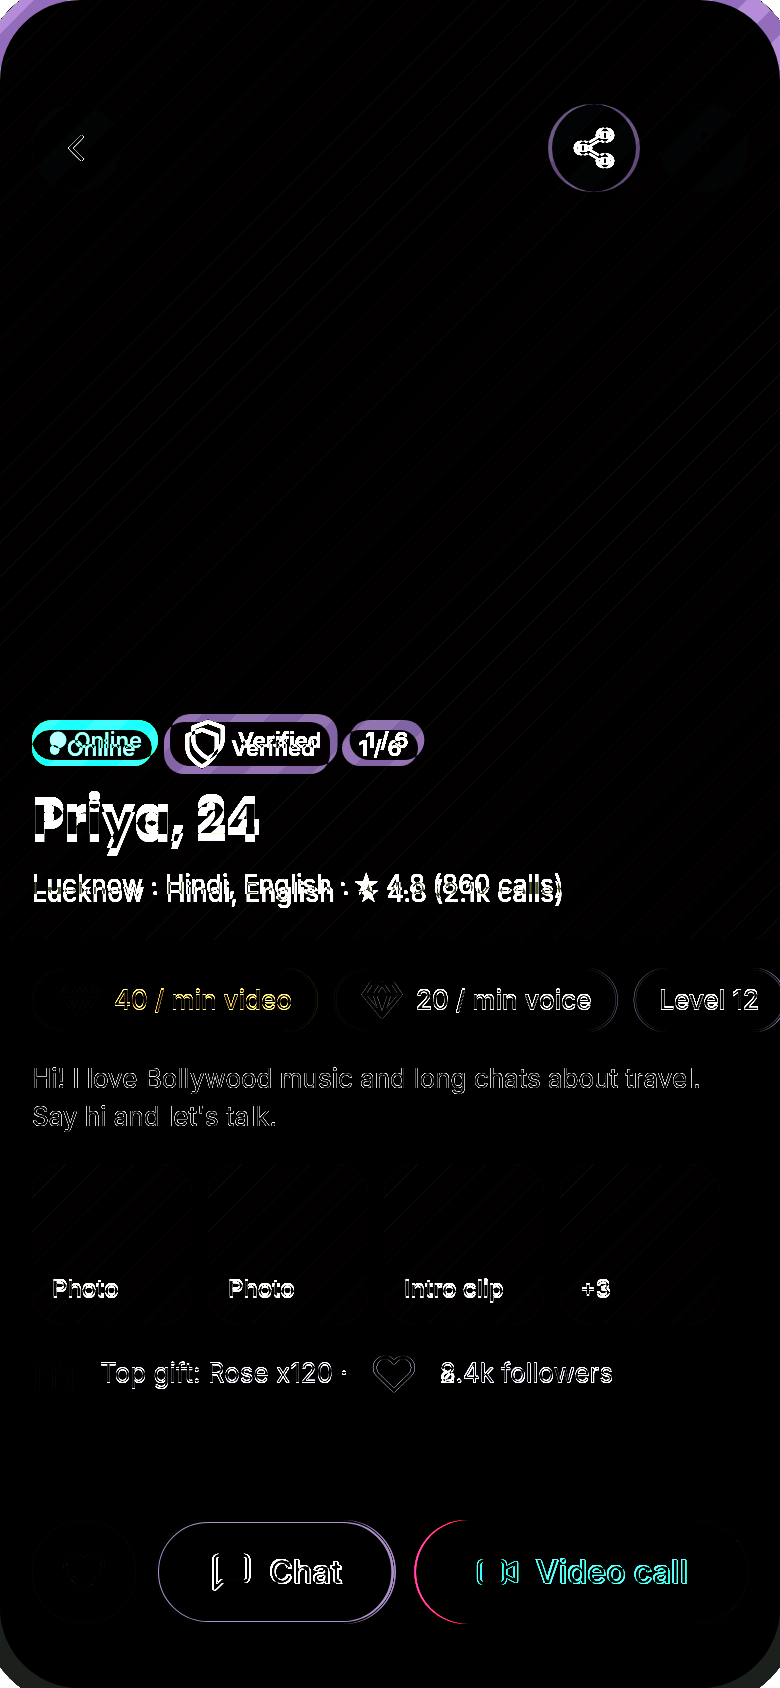 Online Verified 1/6
Priya, 24
Lucknow · Hindi, English · ★ 4.8 calls)
40 / min video 20 / min voice Level 12
Hi! I love Bollywood music and long chats about travel.
Say hi and let's talk.
Photo Photo Intro clip +3
Top gift: Rose x120 · .4k followers
Chat Video call